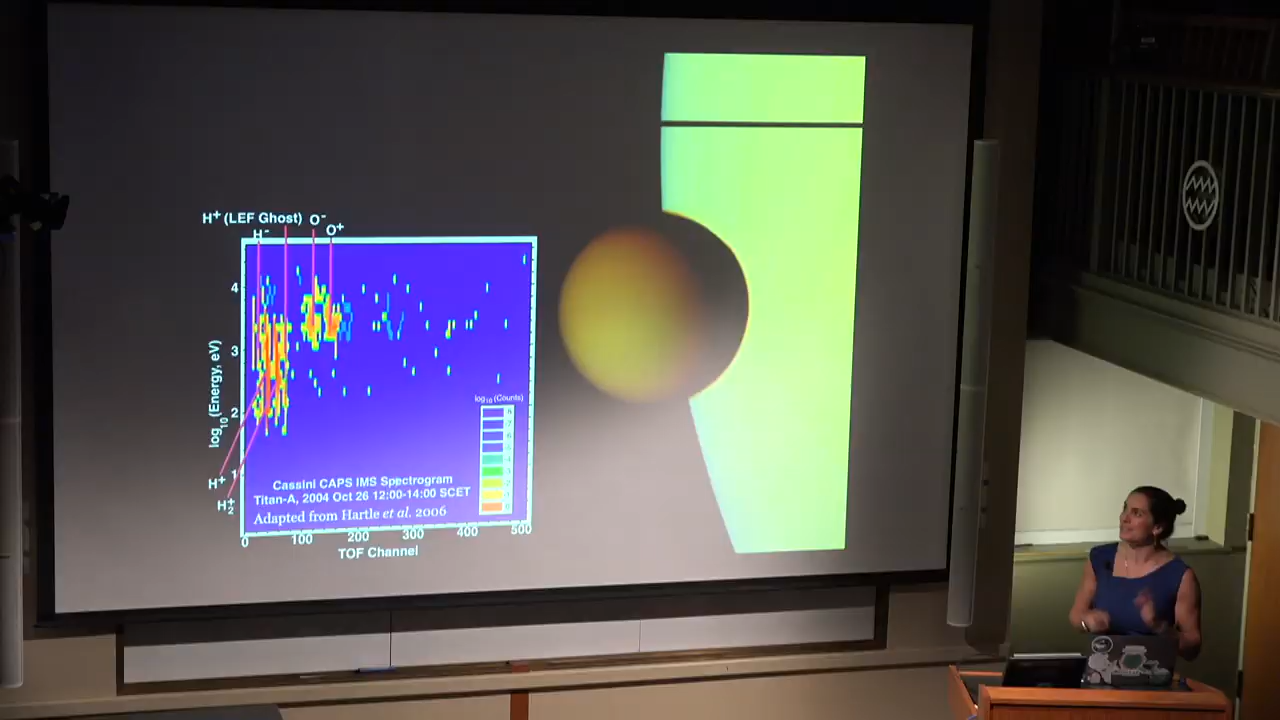 H+ (LEF Ghost) O-
H- O+
4
3
2
1
log10(Energy, eV)
H+
H2+
log10 (Counts)
Cassini CAPS IMS Spectrogram
Titan-A, 2004 Oct 26 12:00-14:00 SCET
Adapted from Hartle et al. 2006
0 100 200 300 400 500
TOF Channel